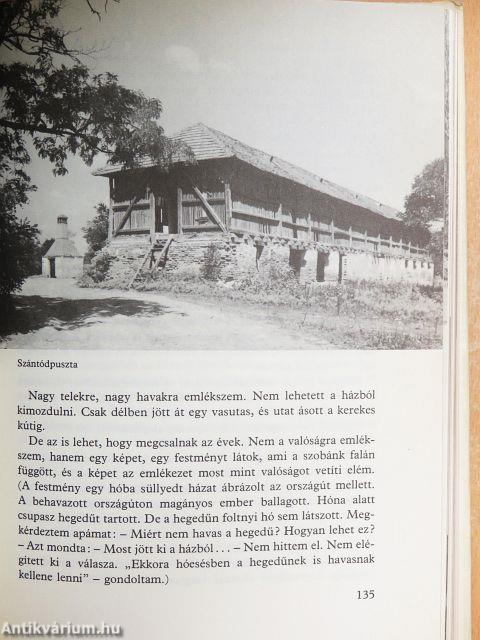 Szántódpuszta
Nagy telekre, nagy havakra emlékszem. Nem lehetett a házból
kimozdulni. Csak délben jött át egy vasutas, és utat ásott a kerekes
kútig.
De az is lehet, hogy megcsalnak az évek. Nem a valóságra emlék-
szem, hanem egy képet, egy festményt látok, ami a szobánk falán
függött, és a képet az emlékezet most mint valóságot vetíti elém.
(A festmény egy hóba süllyedt házat ábrázolt az országút mellett.
A behavazott országúton magányos ember ballagott. Hóna alatt
csupasz hegedűt tartott. De a hegedűn foltnyi hó sem látszott. Meg-
kérdeztem apámat: – Miért nem havas a hegedű? Hogyan lehet ez?
– Azt mondta: – Most jött ki a házból . . . – Nem hittem el. Nem elé-
gített ki a válasza. „Ekkora hóesésben a hegedűnek is havasnak
kellene lenni” – gondoltam.)
135
Antikvárium.hu